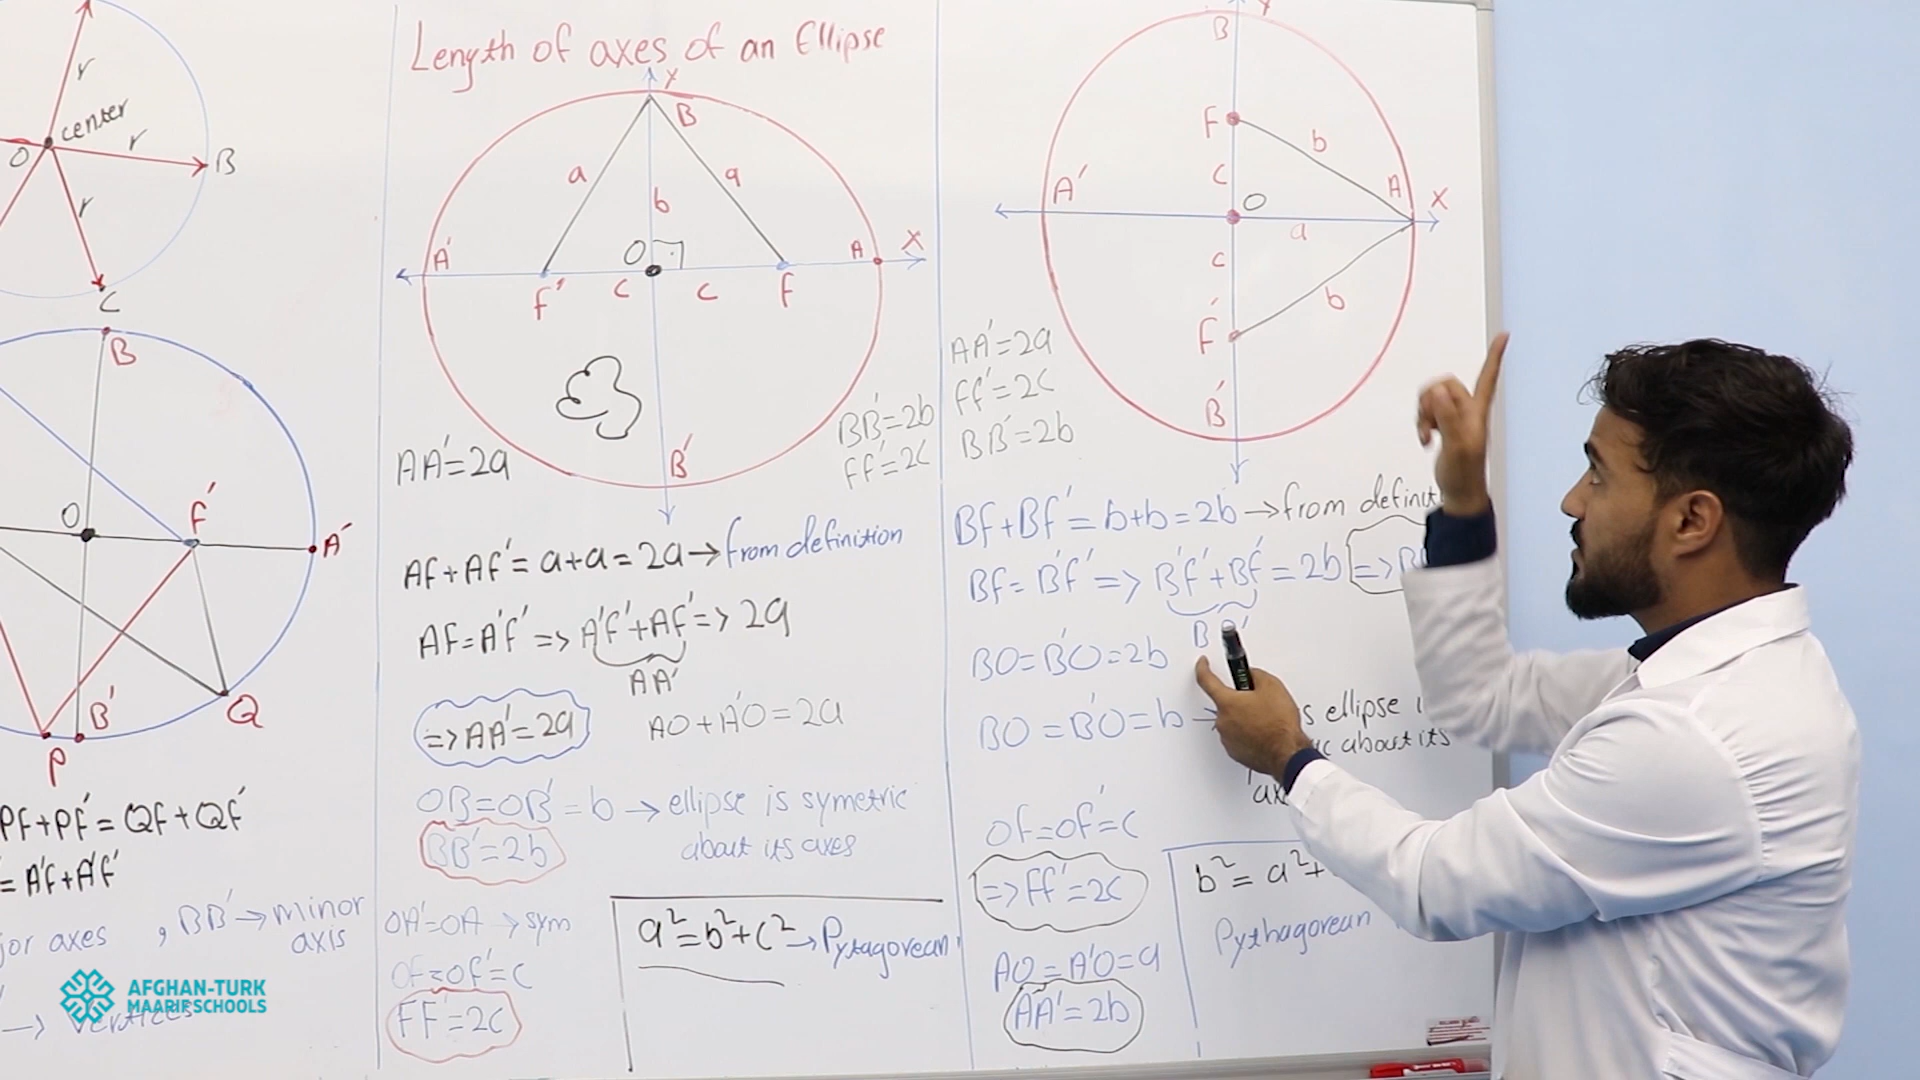 r
center
O
r
B
r
C
B
O
F'
A'
B'
Q
P
PF+PF'=QF+QF'
=A'F+A'F'
jor axes, BB'→minor axis
→ Vertices
AFGHAN-TURK
MAARIF SCHOOLS
Length of axes of an Ellipse
y
B
a
a
b
A'
O
A
X
F'
C
C
F
B'
AA'=2a
BB'=2b
FF'=2c
AF+AF'=a+a=2a→from definition
AF=A'F'=>A'F'+AF'=>2a
AA'
=>AA'=2a
AO+A'O=2a
OB=OB'=b→ellipse is symetric
about its axes
BB'=2b
OA'=OA→sym
OF=OF'=c
FF'=2c
a²=b²+c²→Pytagorean
y
B
F
b
C
A'
O
A
X
a
C
F'
b
B'
AA'=2a
FF'=2c
BB'=2b
BF+BF'=b+b=2b→from
BF=B'F'=>B'F'+BF'=2b=>
B
BO=B'O=2b
BO=B'O=b
ellipse
about its
OF=OF'=c
=>FF'=2c
AO=A'O=a
AA'=2b
b²=a²+
Pythagorean